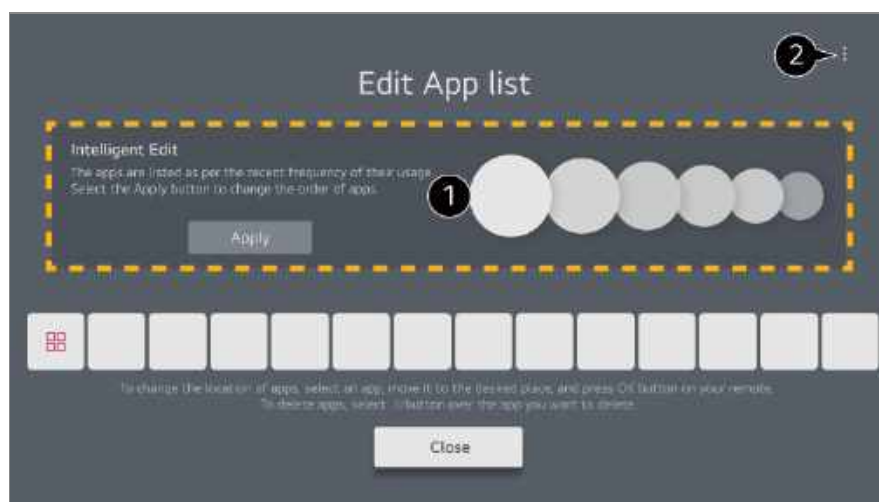 2
Edit App list
Intelligent Edit
The apps are listed as per the recent frequency of their usage.
Select the Apply button to change the order of apps.
1
Apply
To change the location of apps, select an app, move it to the desired place, and press OK button on your remote.
To delete apps, select button over the app you want to delete.
Close